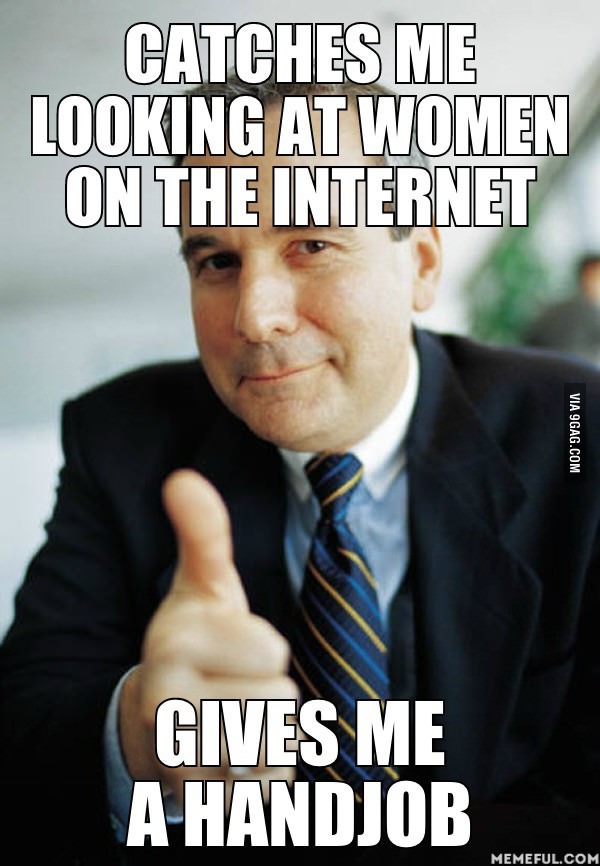 CATCHES ME
LOOKING AT WOMEN
ON THE INTERNET
VIA 9GAG.COM
GIVES ME
A HANDJOB
MEMEFUL.COM